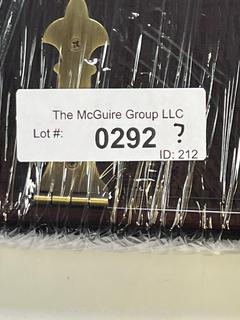 The McGuire Group LLC
Lot #: 0292 ?
ID: 212